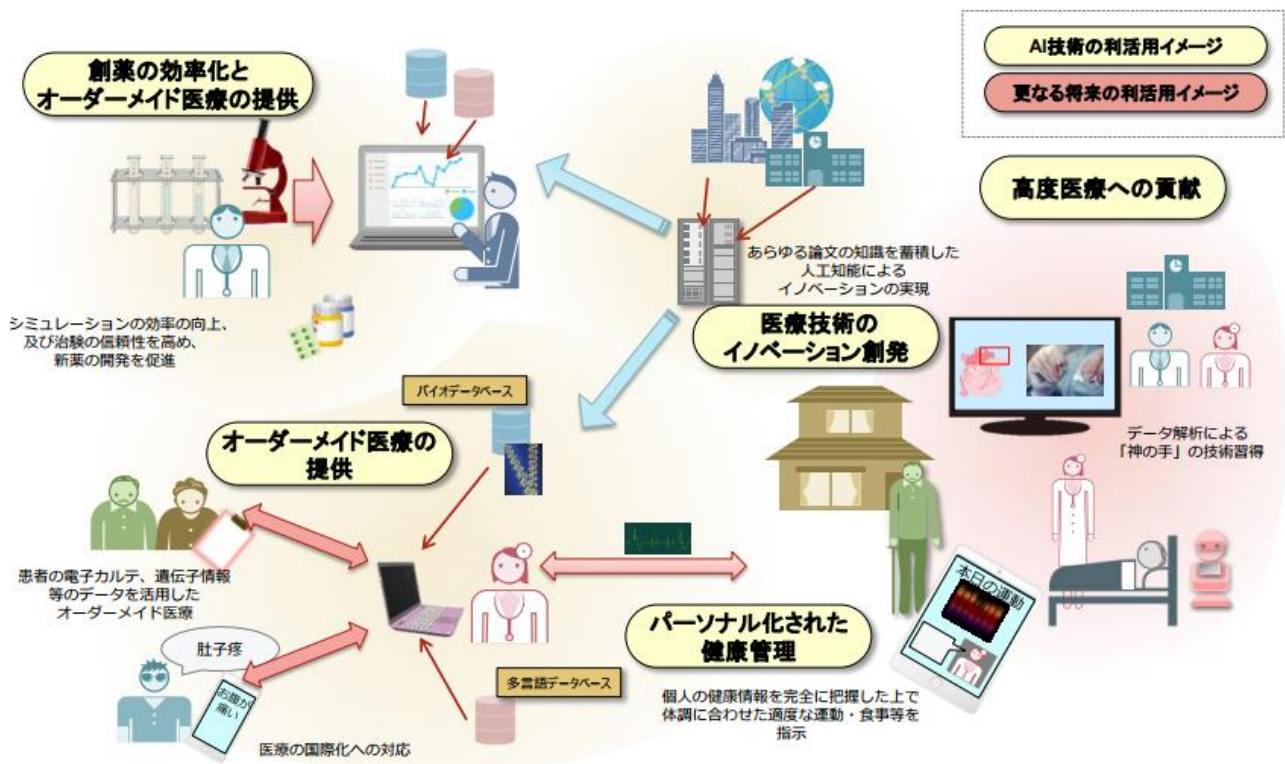 AI技術の利活用イメージ
更なる将来の利活用イメージ
創薬の効率化と
オーダーメイド医療の提供
シミュレーションの効率の向上、
及び治験の信頼性を高め、
新薬の開発を促進
あらゆる論文の知識を蓄積した
人工知能による
イノベーションの実現
医療技術の
イノベーション創発
高度医療への貢献
データ解析による
「神の手」の技術習得
バイオデータベース
オーダーメイド医療の
提供
患者の電子カルテ、遺伝子情報
等のデータを活用した
オーダーメイド医療
肚子疼
お腹が
痛い
医療の国際化への対応
多言語データベース
パーソナル化された
健康管理
個人の健康情報を完全に把握した上で
体調に合わせた適度な運動・食事等を
指示
本日の運動